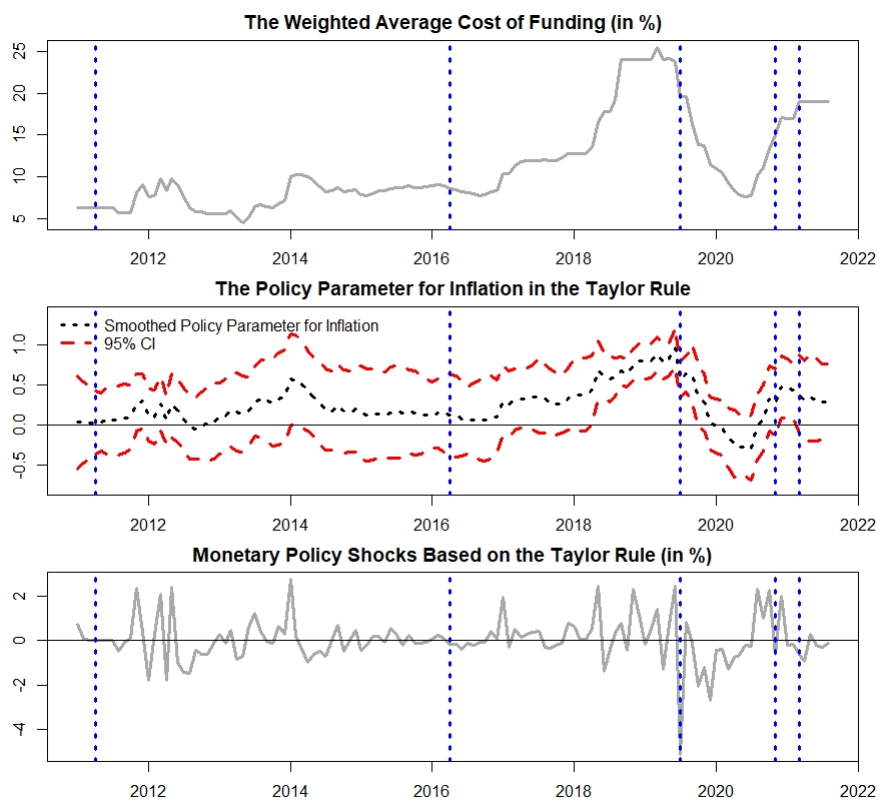 The Weighted Average Cost of Funding (in %)
25
20
15
10
5
2012 2014 2016 2018 2020 2022
The Policy Parameter for Inflation in the Taylor Rule
Smoothed Policy Parameter for Inflation
95% CI
1.0
0.5
0.0
-0.5
2012 2014 2016 2018 2020 2022
Monetary Policy Shocks Based on the Taylor Rule (in %)
2
0
-2
-4
2012 2014 2016 2018 2020 2022